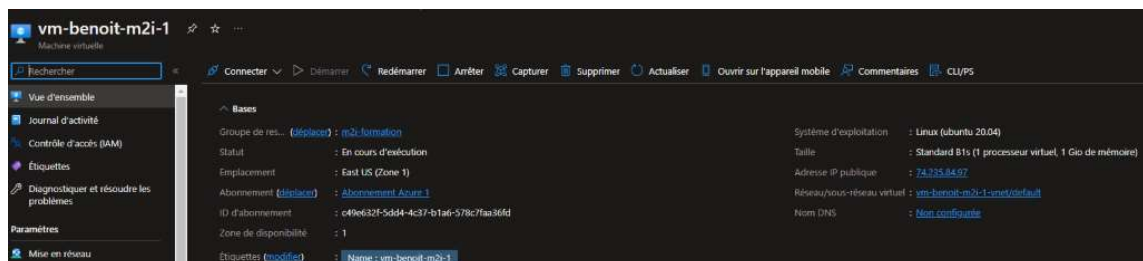 vm-benoit-m2i-1
Machine virtuelle
Rechercher
Connecter Démarrer Redémarrer Arrêter Capturer Supprimer Actualiser Ouvrir sur l'appareil mobile Commentaires CLI/PS
Vue d'ensemble
Journal d'activité
Contrôle d'accès (IAM)
Étiquettes
Diagnostiquer et résoudre les problèmes
Paramètres
Mise en réseau
Bases
Groupe de res... (déplacer) : m2i-formation
Statut : En cours d'exécution
Emplacement : East US (Zone 1)
Abonnement (déplacer) : Abonnement Azure 1
ID d'abonnement : c49e632f-5dd4-4c37-b1a6-578c7faa36fd
Zone de disponibilité : 1
Étiquettes (modifier) : Name : vm-benoit-m2i-1
Système d'exploitation : Linux (ubuntu 20.04)
Taille : Standard B1s (1 processeur virtuel, 1 Gio de mémoire)
Adresse IP publique : 74.235.84.97
Réseau/sous-réseau virtuel : vm-benoit-m2i-1-vnet/default
Nom DNS : Non configurée